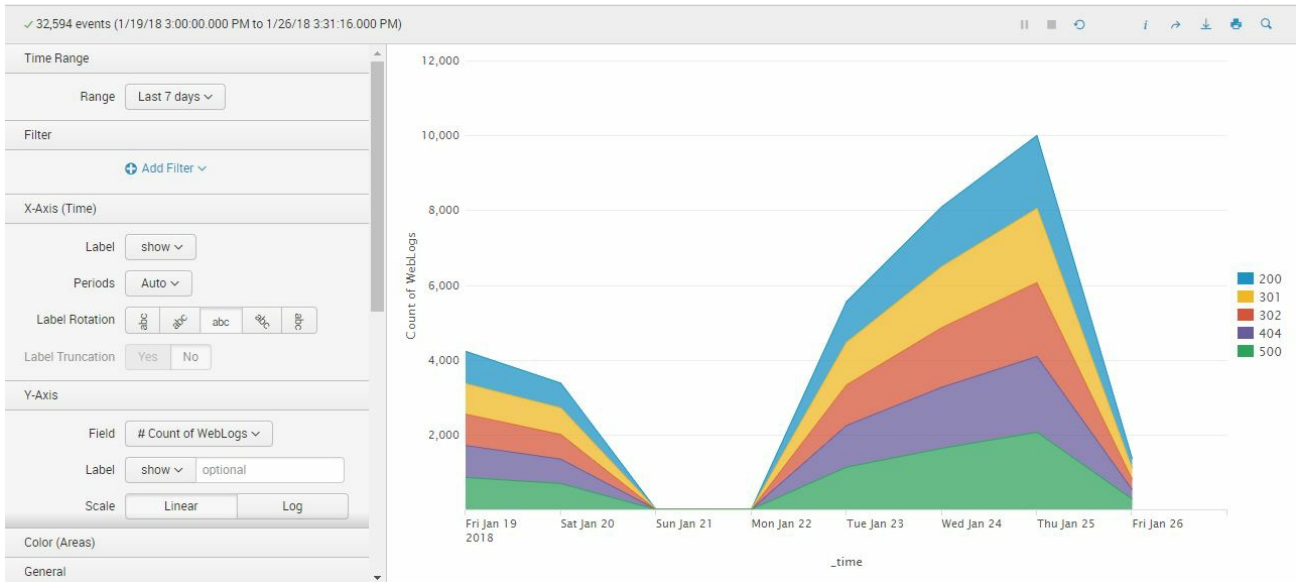 ✓ 32,594 events (1/19/18 3:00:00.000 PM to 1/26/18 3:31:16.000 PM)
i
Time Range
Range Last 7 days
Filter
Add Filter
X-Axis (Time)
Label show
Periods Auto
Label Rotation abc abc abc abc abc
Label Truncation Yes No
Y-Axis
Field # Count of WebLogs
Label show optional
Scale Linear Log
Color (Areas)
General
12,000
10,000
8,000
6,000
4,000
2,000
Count of WebLogs
Fri Jan 19 Sat Jan 20 Sun Jan 21 Mon Jan 22 Tue Jan 23 Wed Jan 24 Thu Jan 25 Fri Jan 26
2018
_time
200
301
302
404
500